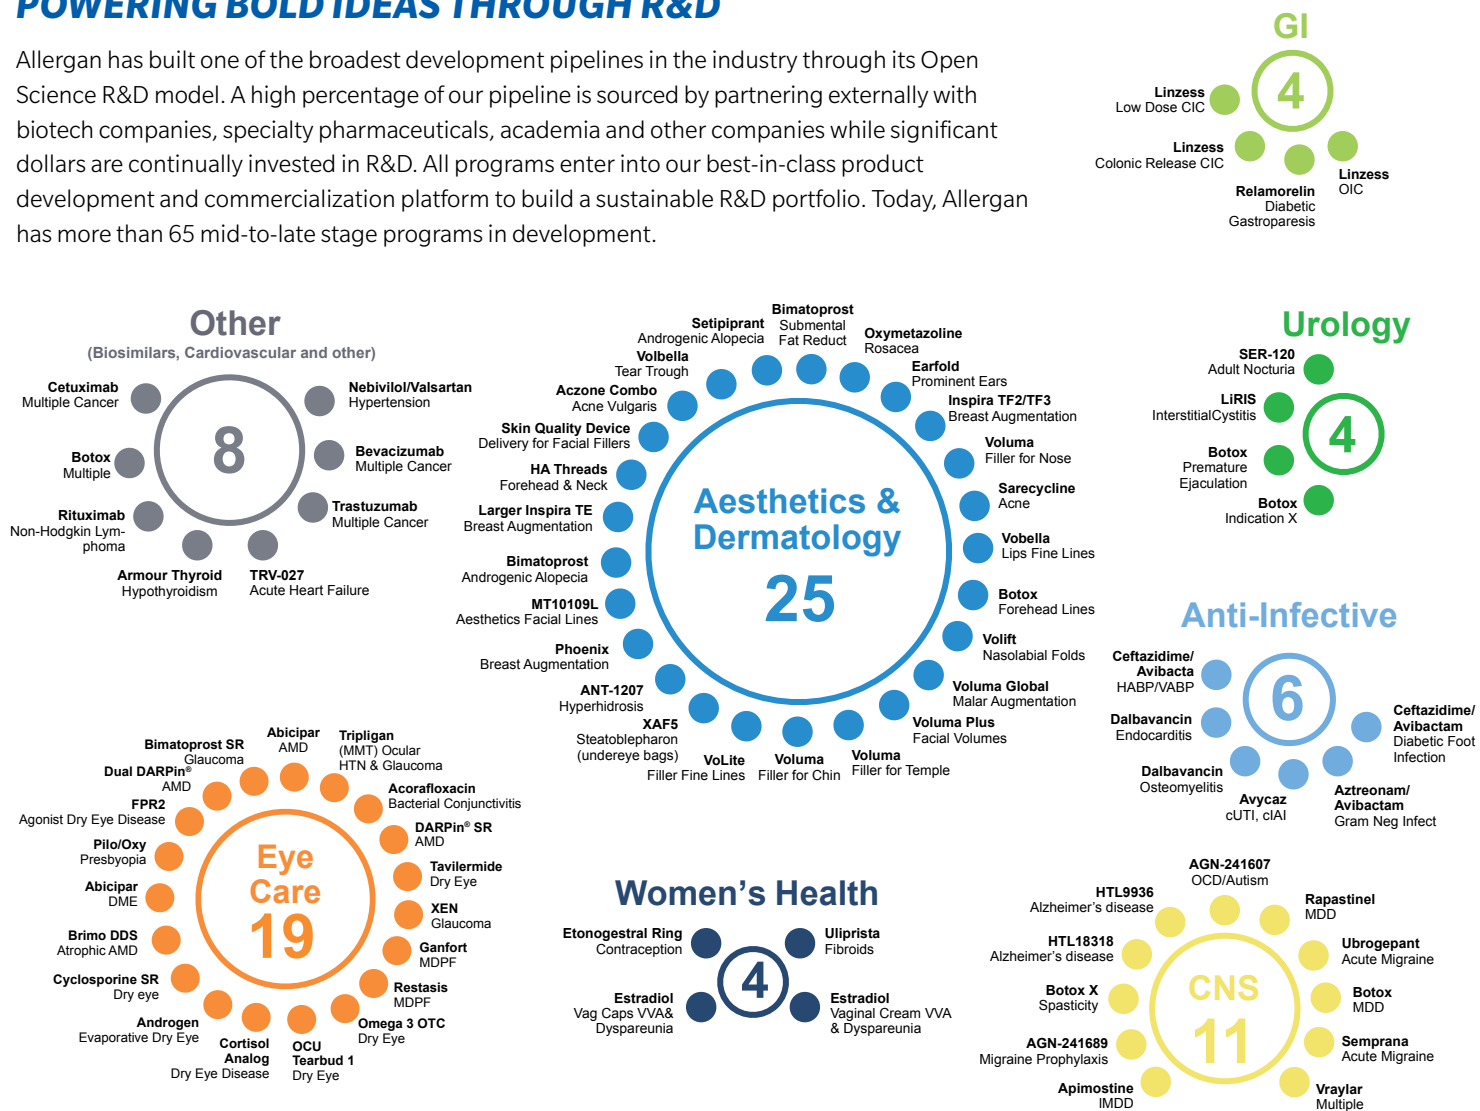 POWERING BOLD IDEAS THROUGH R&D
Allergan has built one of the broadest development pipelines in the industry through its Open
Science R&D model. A high percentage of our pipeline is sourced by partnering externally with
biotech companies, specialty pharmaceuticals, academia and other companies while significant
dollars are continually invested in R&D. All programs enter into our best-in-class product
development and commercialization platform to build a sustainable R&D portfolio. Today, Allergan
has more than 65 mid-to-late stage programs in development.
GI
4
Linzess
Low Dose CIC
Linzess
Colonic Release CIC
Relamorelin
Diabetic
Gastroparesis
Linzess
OIC
Other
(Biosimilars, Cardiovascular and other)
8
Cetuximab
Multiple Cancer
Botox
Multiple
Rituximab
Non-Hodgkin Lym-
phoma
Armour Thyroid
Hypothyroidism
TRV-027
Acute Heart Failure
Trastuzumab
Multiple Cancer
Bevacizumab
Multiple Cancer
Nebivilol/Valsartan
Hypertension
Aesthetics &
Dermatology
25
Bimatoprost
Submental
Fat Reduct
Oxymetazoline
Rosacea
Earfold
Prominent Ears
Inspira TF2/TF3
Breast Augmentation
Voluma
Filler for Nose
Sarecycline
Acne
Vobella
Lips Fine Lines
Botox
Forehead Lines
Volift
Nasolabial Folds
Voluma Global
Malar Augmentation
Voluma Plus
Facial Volumes
Voluma
Filler for Temple
Voluma
Filler for Chin
VoLite
Filler Fine Lines
XAF5
Steatoblepharon
(undereye bags)
ANT-1207
Hyperhidrosis
Phoenix
Breast Augmentation
MT10109L
Aesthetics Facial Lines
Bimatoprost
Androgenic Alopecia
Larger Inspira TE
Breast Augmentation
HA Threads
Forehead & Neck
Skin Quality Device
Delivery for Facial Fillers
Aczone Combo
Acne Vulgaris
Volbella
Tear Trough
Setipiprant
Androgenic Alopecia
Urology
4
SER-120
Adult Nocturia
LiRIS
InterstitialCystitis
Botox
Premature
Ejaculation
Botox
Indication X
Anti-Infective
6
Ceftazidime/
Avibacta
HABP/VABP
Dalbavancin
Endocarditis
Dalbavancin
Osteomyelitis
Avycaz
cUTI, cIAI
Aztreonam/
Avibactam
Gram Neg Infect
Ceftazidime/
Avibactam
Diabetic Foot
Infection
Eye
Care
19
Abicipar
AMD
Tripligan
(MMT) Ocular
HTN & Glaucoma
Acorafloxacin
Bacterial Conjunctivitis
DARPin® SR
AMD
Tavilermide
Dry Eye
XEN
Glaucoma
Ganfort
MDPF
Restasis
MDPF
Omega 3 OTC
Dry Eye
OCU
Tearbud 1
Dry Eye
Cortisol
Analog
Dry Eye Disease
Androgen
Evaporative Dry Eye
Cyclosporine SR
Dry eye
Brimo DDS
Atrophic AMD
Abicipar
DME
Pilo/Oxy
Presbyopia
FPR2
Agonist Dry Eye Disease
Dual DARPin®
AMD
Bimatoprost SR
Glaucoma
Women's Health
4
Etonogestral Ring
Contraception
Uliprista
Fibroids
Estradiol
Vag Caps VVA&
Dyspareunia
Estradiol
Vaginal Cream VVA
& Dyspareunia
CNS
11
AGN-241607
OCD/Autism
Rapastinel
MDD
Ubrogepant
Acute Migraine
Botox
MDD
Semprana
Acute Migraine
Vraylar
Multiple
Apimostine
IMDD
AGN-241689
Migraine Prophylaxis
Botox X
Spasticity
HTL18318
Alzheimer's disease
HTL9936
Alzheimer's disease